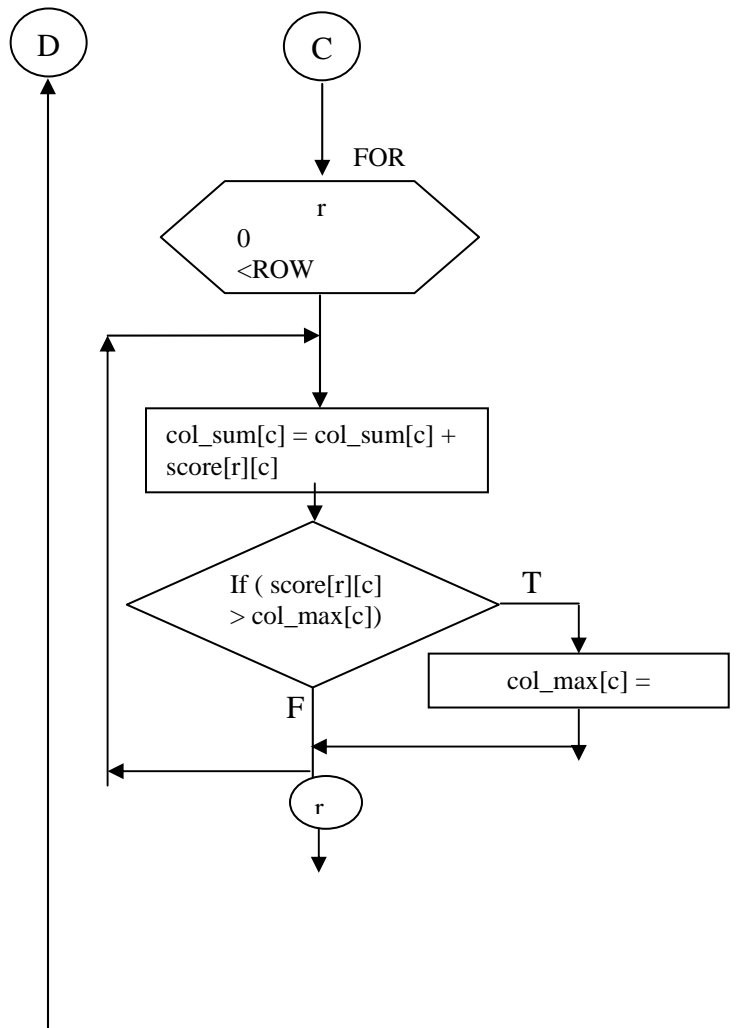 D
C
FOR
r
0
<ROW
col_sum[c] = col_sum[c] +
score[r][c]
If ( score[r][c]
> col_max[c])
T
col_max[c] =
F
r